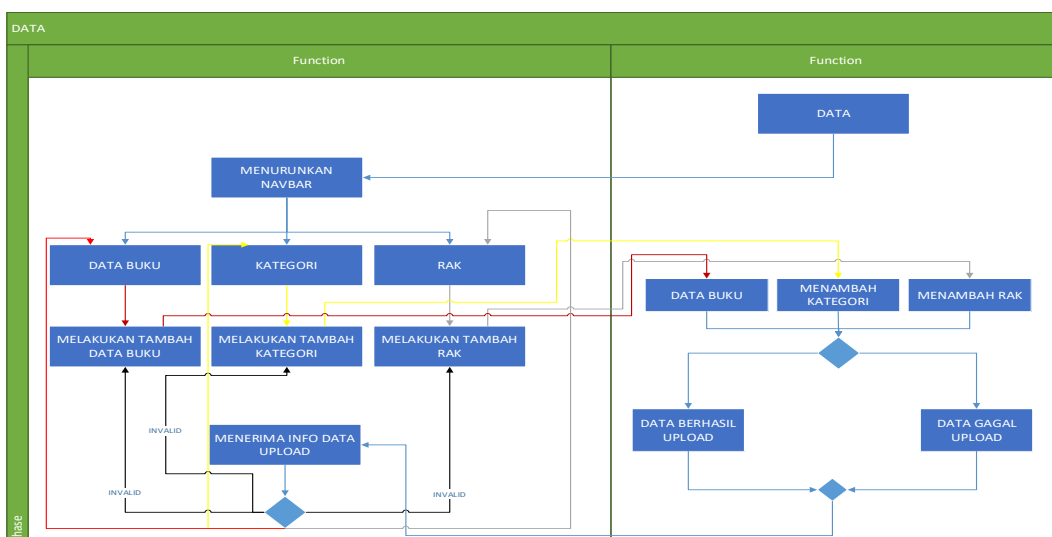 DATA
Function
Function
DATA
MENURUNKAN
NAVBAR
DATA BUKU
KATEGORI
RAK
DATA BUKU
MENAMBAH
KATEGORI
MENAMBAH RAK
MELAKUKAN TAMBAH
DATA BUKU
MELAKUKAN TAMBAH
KATEGORI
MELAKUKAN TAMBAH
RAK
DATA BERHASIL
UPLOAD
DATA GAGAL
UPLOAD
INVALID
MENERIMA INFO DATA
UPLOAD
INVALID
INVALID
hase